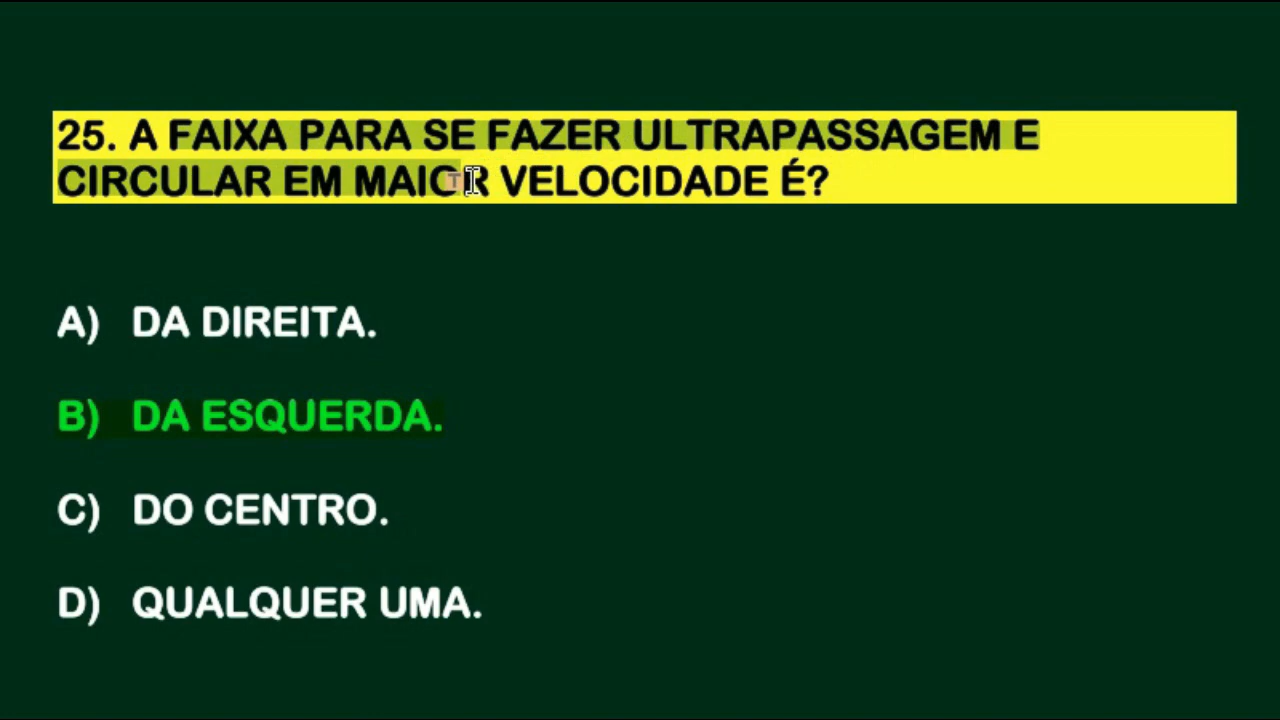 25. A FAIXA PARA SE FAZER ULTRAPASSAGEM E
CIRCULAR EM MAIOR VELOCIDADE É?
A) DA DIREITA.
B) DA ESQUERDA.
C) DO CENTRO.
D) QUALQUER UMA.